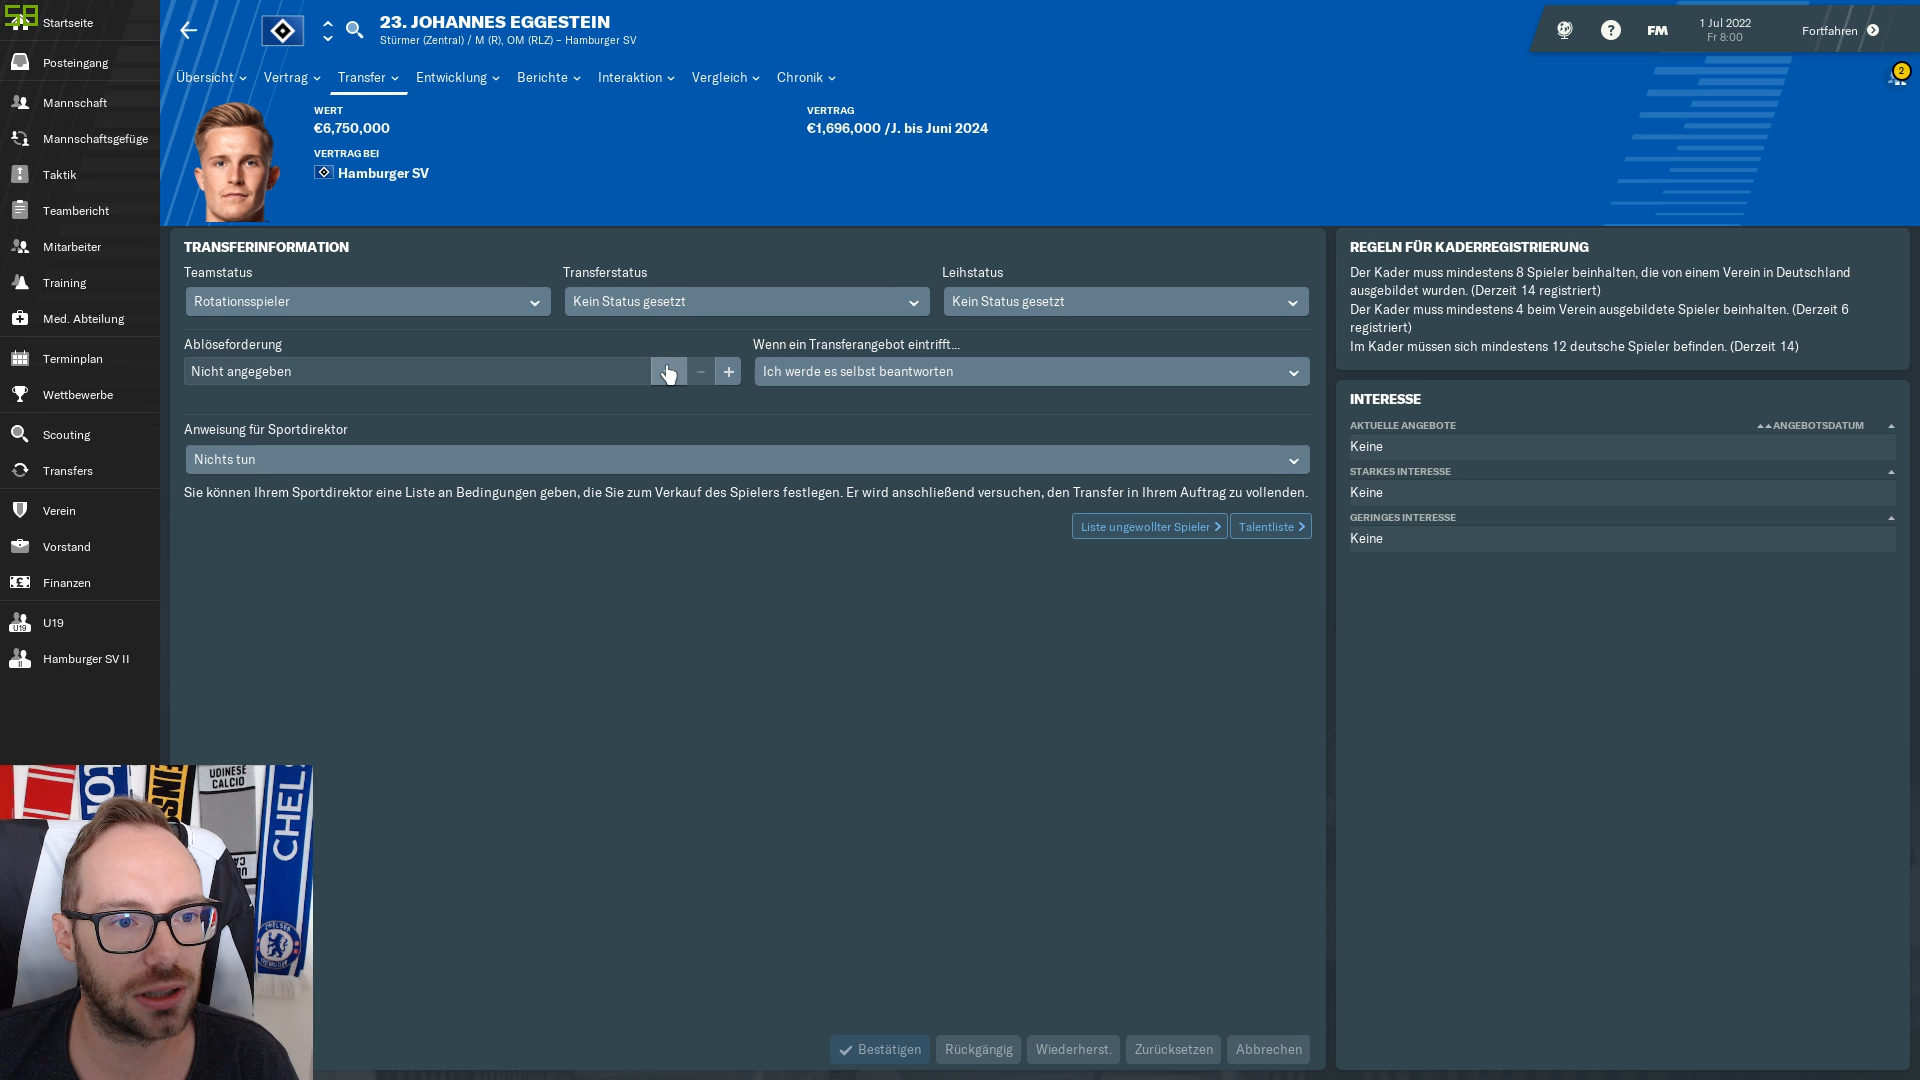 59
Startseite
Posteingang
Mannschaft
Mannschaftsgefüge
Taktik
Teambericht
Mitarbeiter
Training
Med. Abteilung
Terminplan
Wettbewerbe
Scouting
Transfers
Verein
Vorstand
Finanzen
U19
U19
II
Hamburger SV II
23. JOHANNES EGGESTEIN
Stürmer (Zentral) / M (R), OM (RLZ) – Hamburger SV
?
FM
1 Jul 2022
Fr 8:00
Fortfahren
2
Übersicht
Vertrag
Transfer
Entwicklung
Berichte
Interaktion
Vergleich
Chronik
WERT
€6,750,000
VERTRAG BEI
Hamburger SV
VERTRAG
€1,696,000 /J. bis Juni 2024
TRANSFERINFORMATION
Teamstatus
Transferstatus
Leihstatus
Rotationsspieler
Kein Status gesetzt
Kein Status gesetzt
Ablöseforderung
Wenn ein Transferangebot eintrifft...
Nicht angegeben
Ich werde es selbst beantworten
Anweisung für Sportdirektor
Nichts tun
Sie können Ihrem Sportdirektor eine Liste an Bedingungen geben, die Sie zum Verkauf des Spielers festlegen. Er wird anschließend versuchen, den Transfer in Ihrem Auftrag zu vollenden.
Liste ungewollter Spieler
Talentliste
Bestätigen
Rückgängig
Wiederherst.
Zurücksetzen
Abbrechen
REGELN FÜR KADERREGISTRIERUNG
Der Kader muss mindestens 8 Spieler beinhalten, die von einem Verein in Deutschland
ausgebildet wurden. (Derzeit 14 registriert)
Der Kader muss mindestens 4 beim Verein ausgebildete Spieler beinhalten. (Derzeit 6
registriert)
Im Kader müssen sich mindestens 12 deutsche Spieler befinden. (Derzeit 14)
INTERESSE
AKTUELLE ANGEBOTE
ANGEBOTSDATUM
Keine
STARKES INTERESSE
Keine
GERINGES INTERESSE
Keine
UDINESE
CALCIO
CHELS